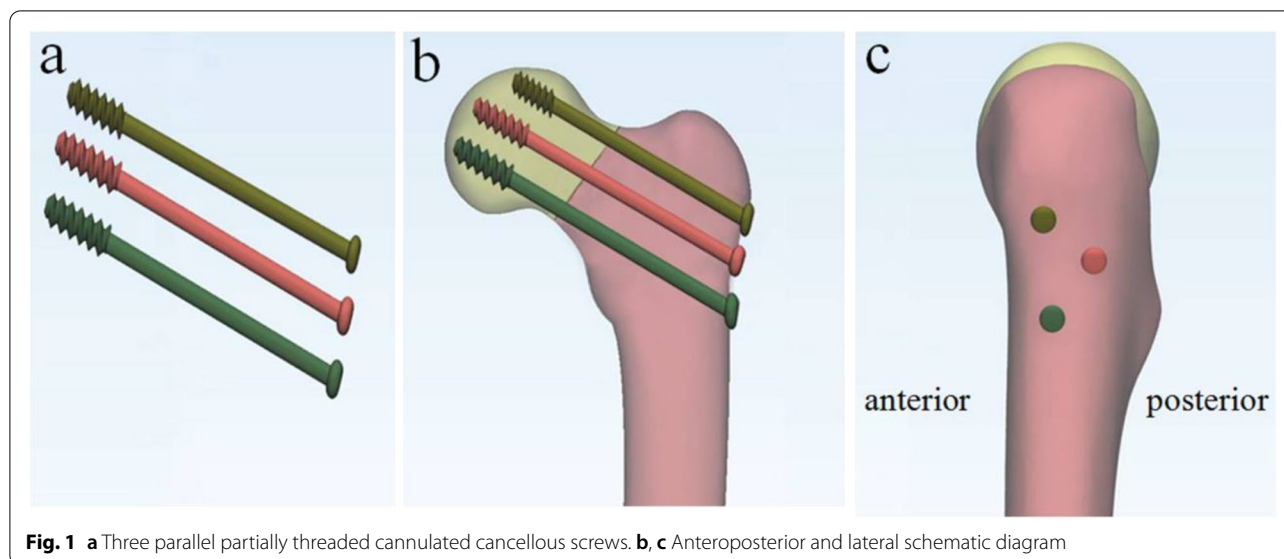 a
b
c
anterior
posterior
Fig. 1 a Three parallel partially threaded cannulated cancellous screws. b, c Anteroposterior and lateral schematic diagram